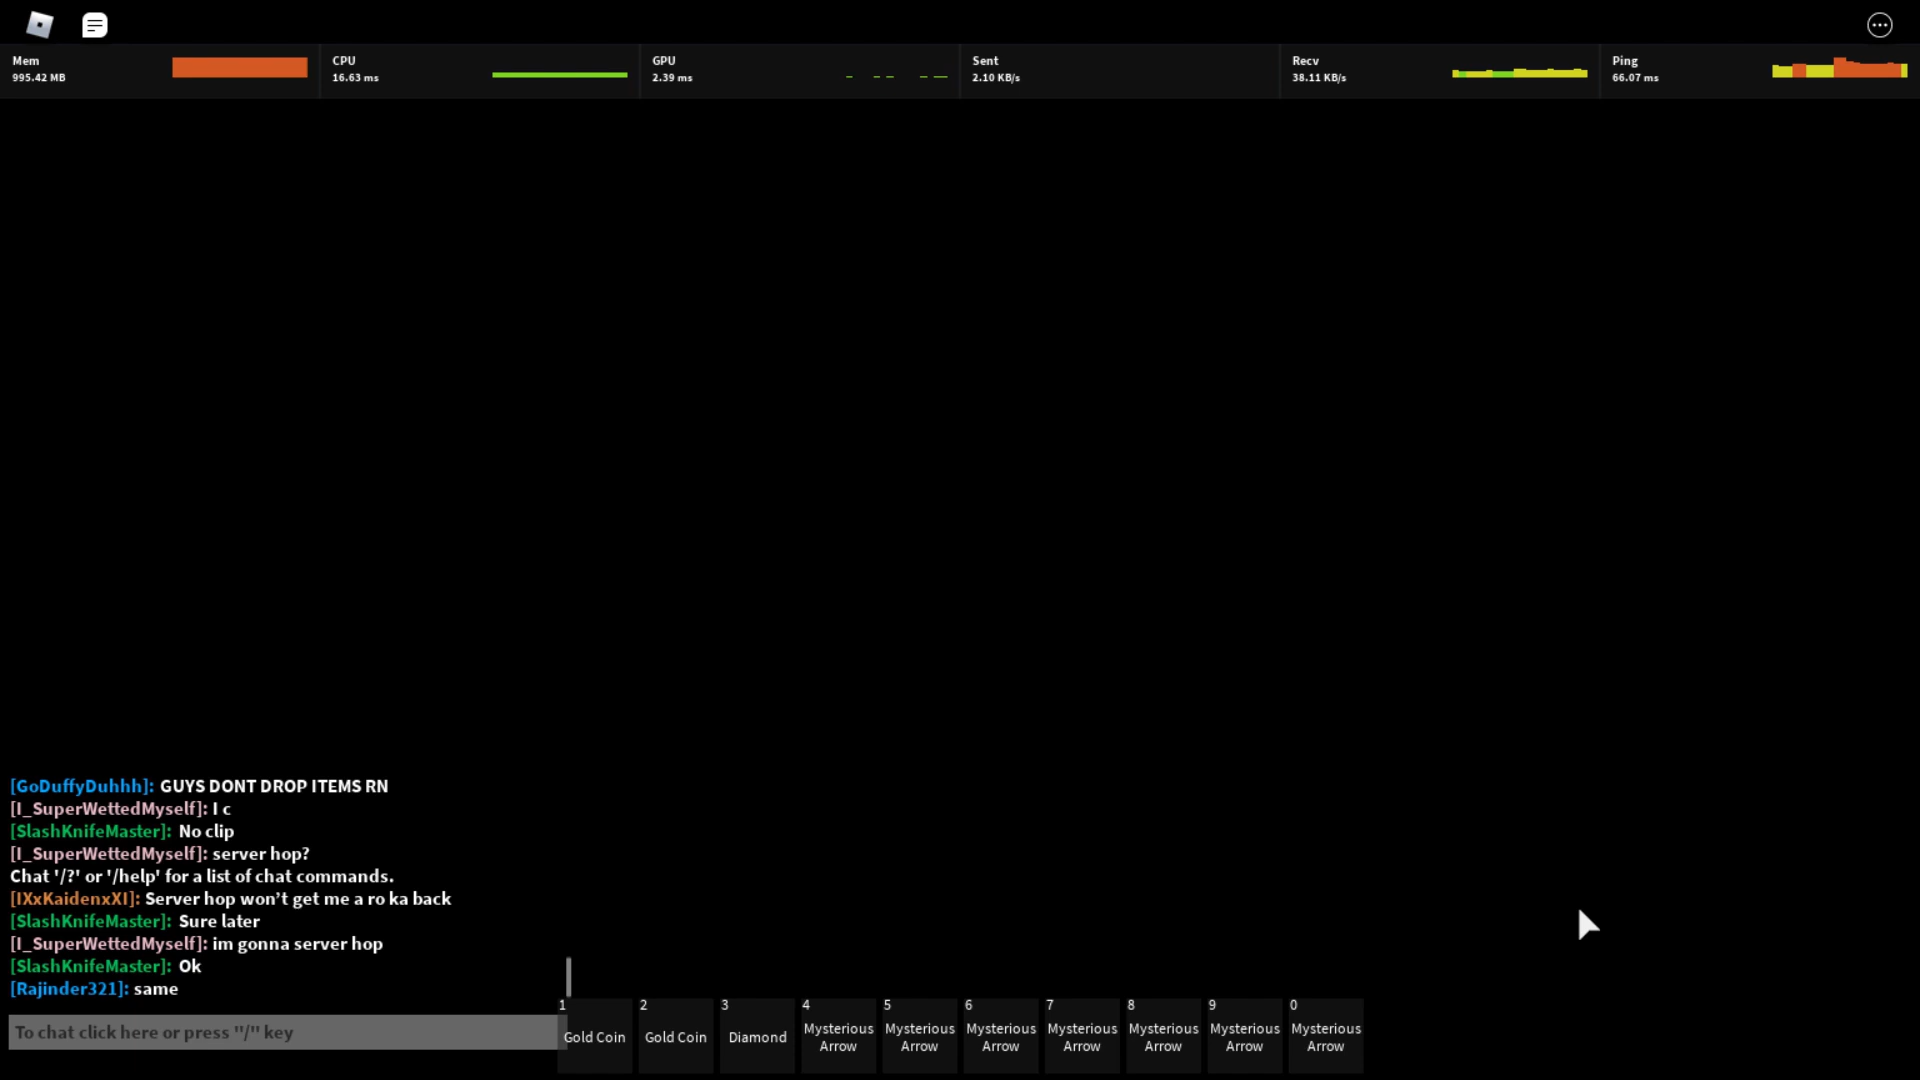 Mem
995.42 MB
CPU
16.63 ms
GPU
2.39 ms
Sent
2.10 KB/s
Recv
38.11 KB/s
Ping
66.07 ms
[GoDuffyDuhhh]: GUYS DONT DROP ITEMS RN
[I_SuperWettedMyself]: I c
[SlashKnifeMaster]: No clip
[I_SuperWettedMyself]: server hop?
Chat '/?' or '/help' for a list of chat commands.
[IXxKaidenxXI]: Server hop won’t get me a ro ka back
[SlashKnifeMaster]: Sure later
[I_SuperWettedMyself]: im gonna server hop
[SlashKnifeMaster]: Ok
[Rajinder321]: same
To chat click here or press "/" key
1
Gold Coin
2
Gold Coin
3
Diamond
4
Mysterious
Arrow
5
Mysterious
Arrow
6
Mysterious
Arrow
7
Mysterious
Arrow
8
Mysterious
Arrow
9
Mysterious
Arrow
0
Mysterious
Arrow